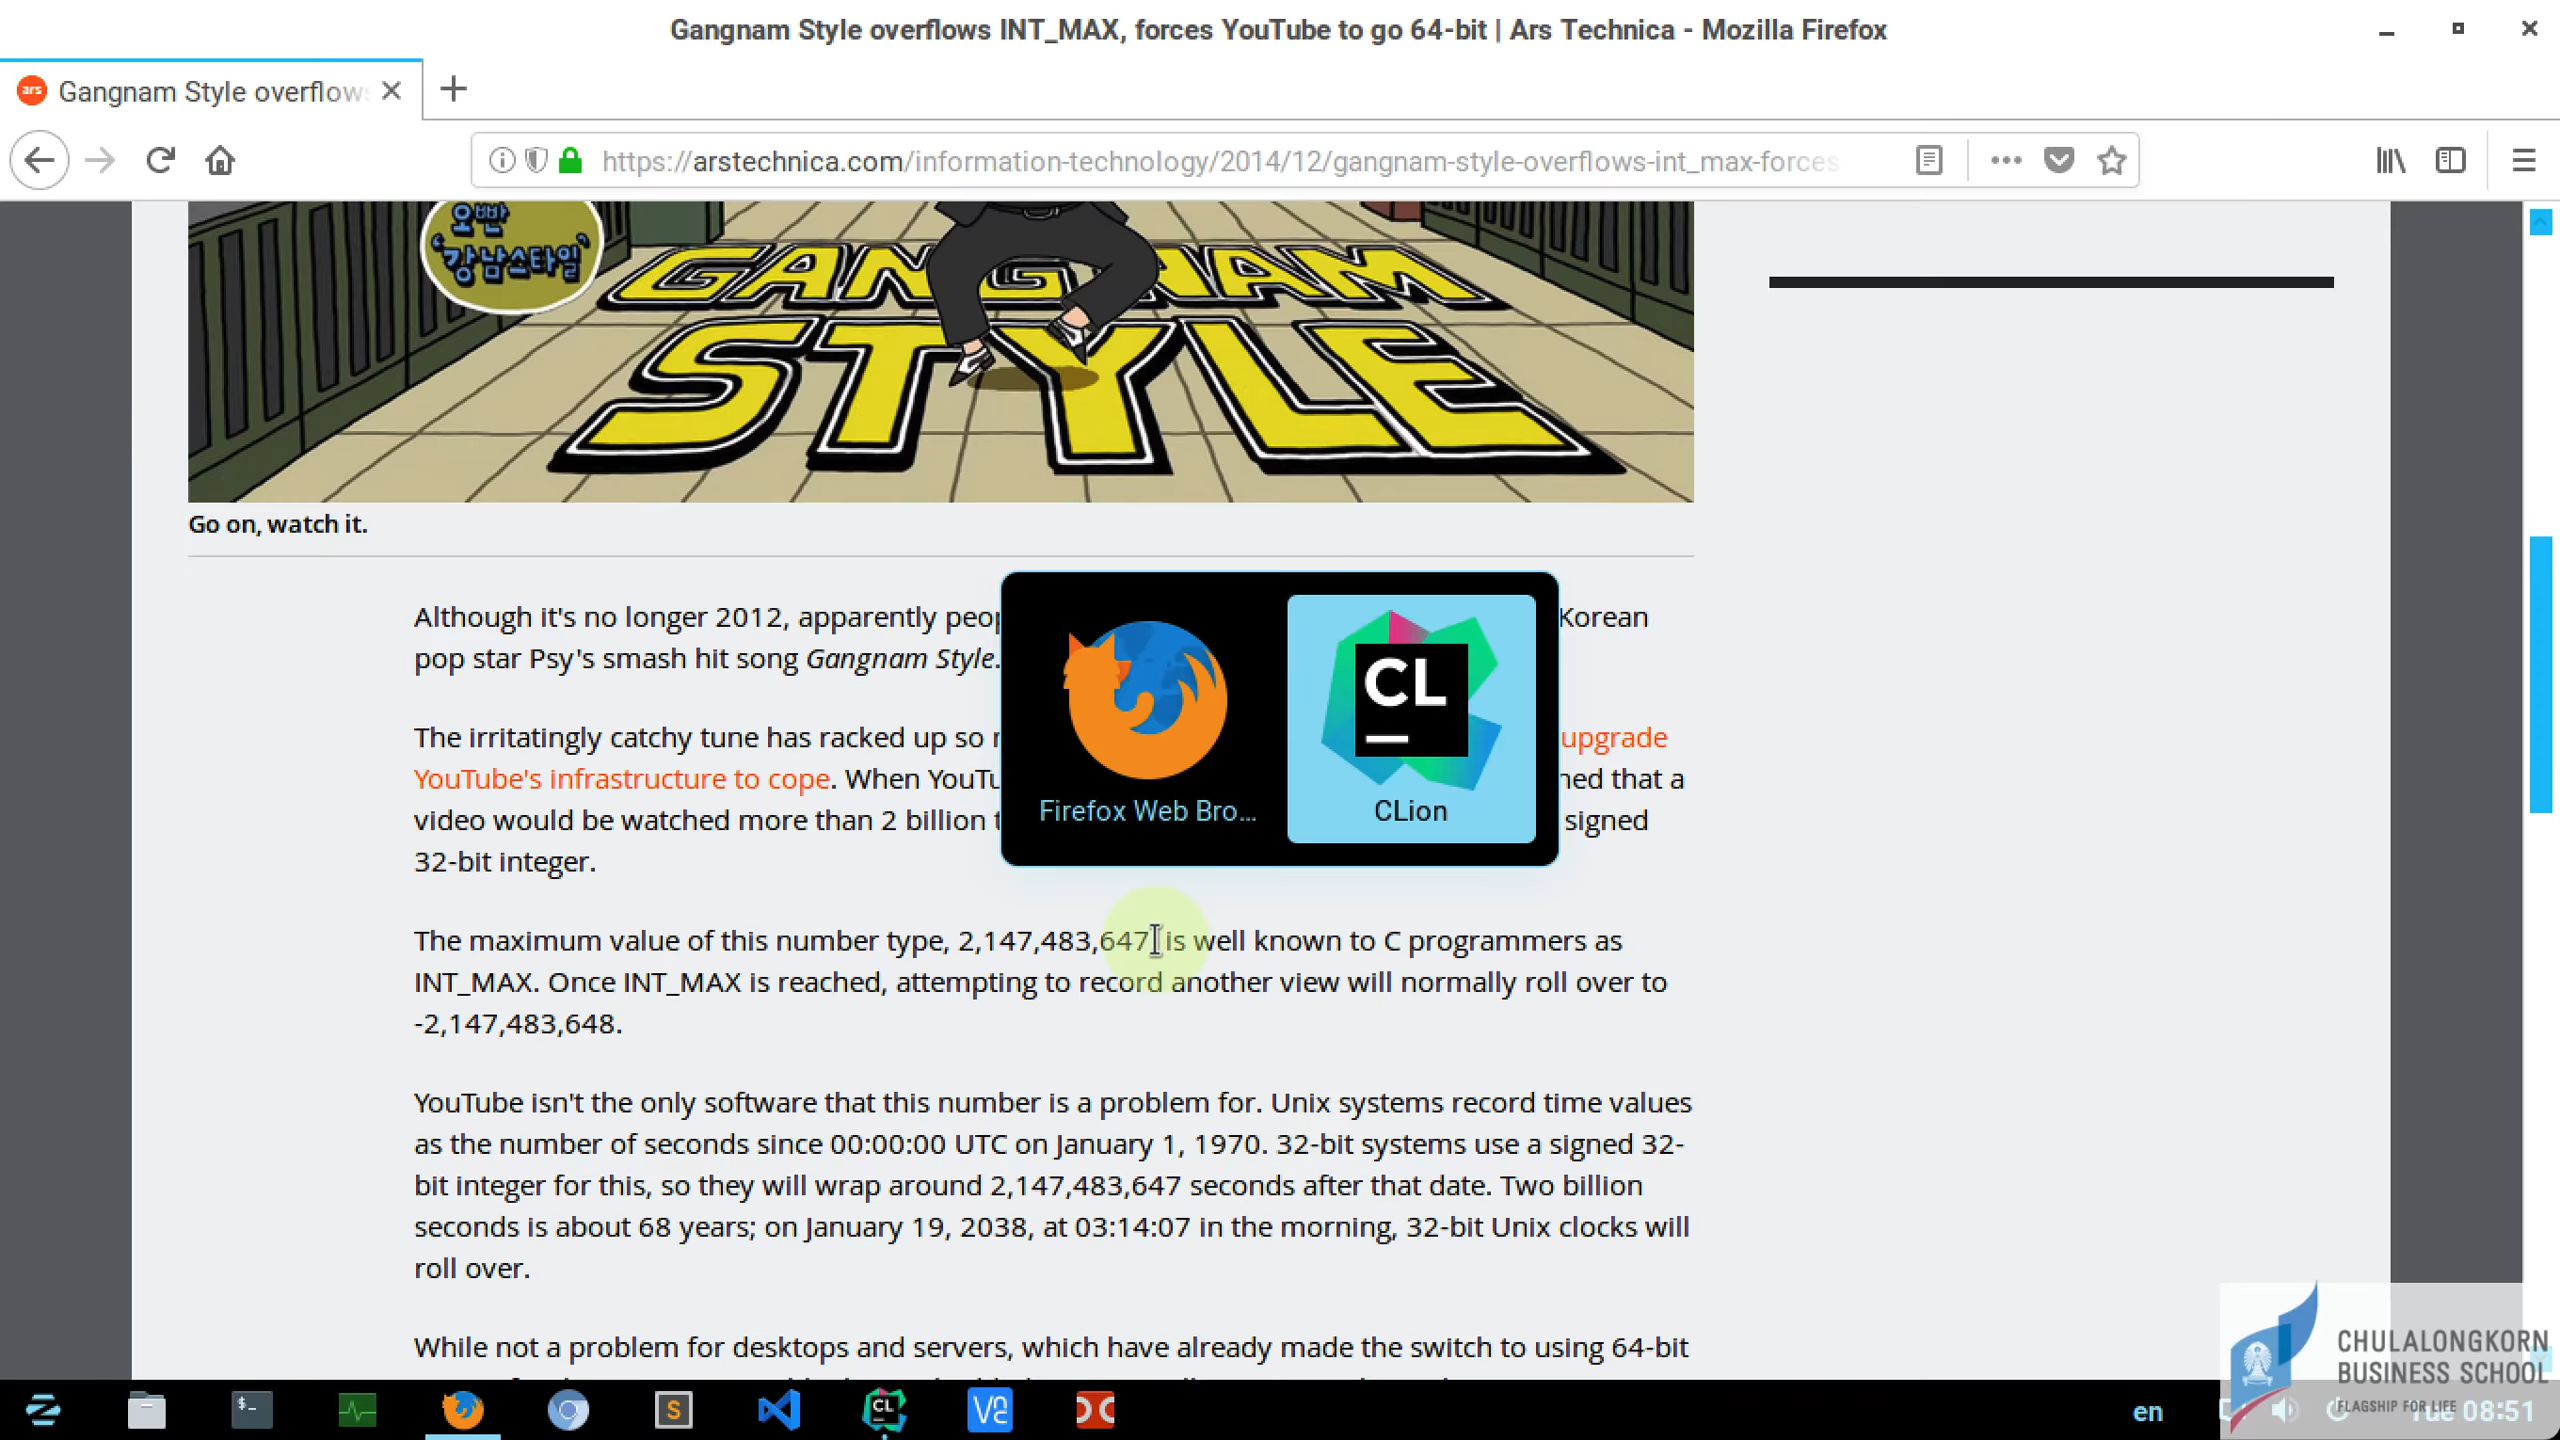 Gangnam Style overflows INT_MAX, forces YouTube to go 64-bit | Ars Technica - Mozilla Firefox
ars Gangnam Style overflows
https://arstechnica.com/information-technology/2014/12/gangnam-style-overflows-int_max-forces
오빤
'강남스타일'
GANGNAM
STYLE
Go on, watch it.
Although it's no longer 2012, apparently peop Korean
pop star Psy's smash hit song Gangnam Style.
The irritatingly catchy tune has racked up so upgrade
YouTube's infrastructure to cope. When YouTu ned that a
video would be watched more than 2 billion signed
32-bit integer.
CL
Firefox Web Bro...
CLion
The maximum value of this number type, 2,147,483,647, is well known to C programmers as
INT_MAX. Once INT_MAX is reached, attempting to record another view will normally roll over to
-2,147,483,648.
YouTube isn't the only software that this number is a problem for. Unix systems record time values
as the number of seconds since 00:00:00 UTC on January 1, 1970. 32-bit systems use a signed 32-
bit integer for this, so they will wrap around 2,147,483,647 seconds after that date. Two billion
seconds is about 68 years; on January 19, 2038, at 03:14:07 in the morning, 32-bit Unix clocks will
roll over.
While not a problem for desktops and servers, which have already made the switch to using 64-bit
CHULALONGKORN
BUSINESS SCHOOL
FLAGSHIP FOR LIFE
$- S CL V2 en Tue 08:51